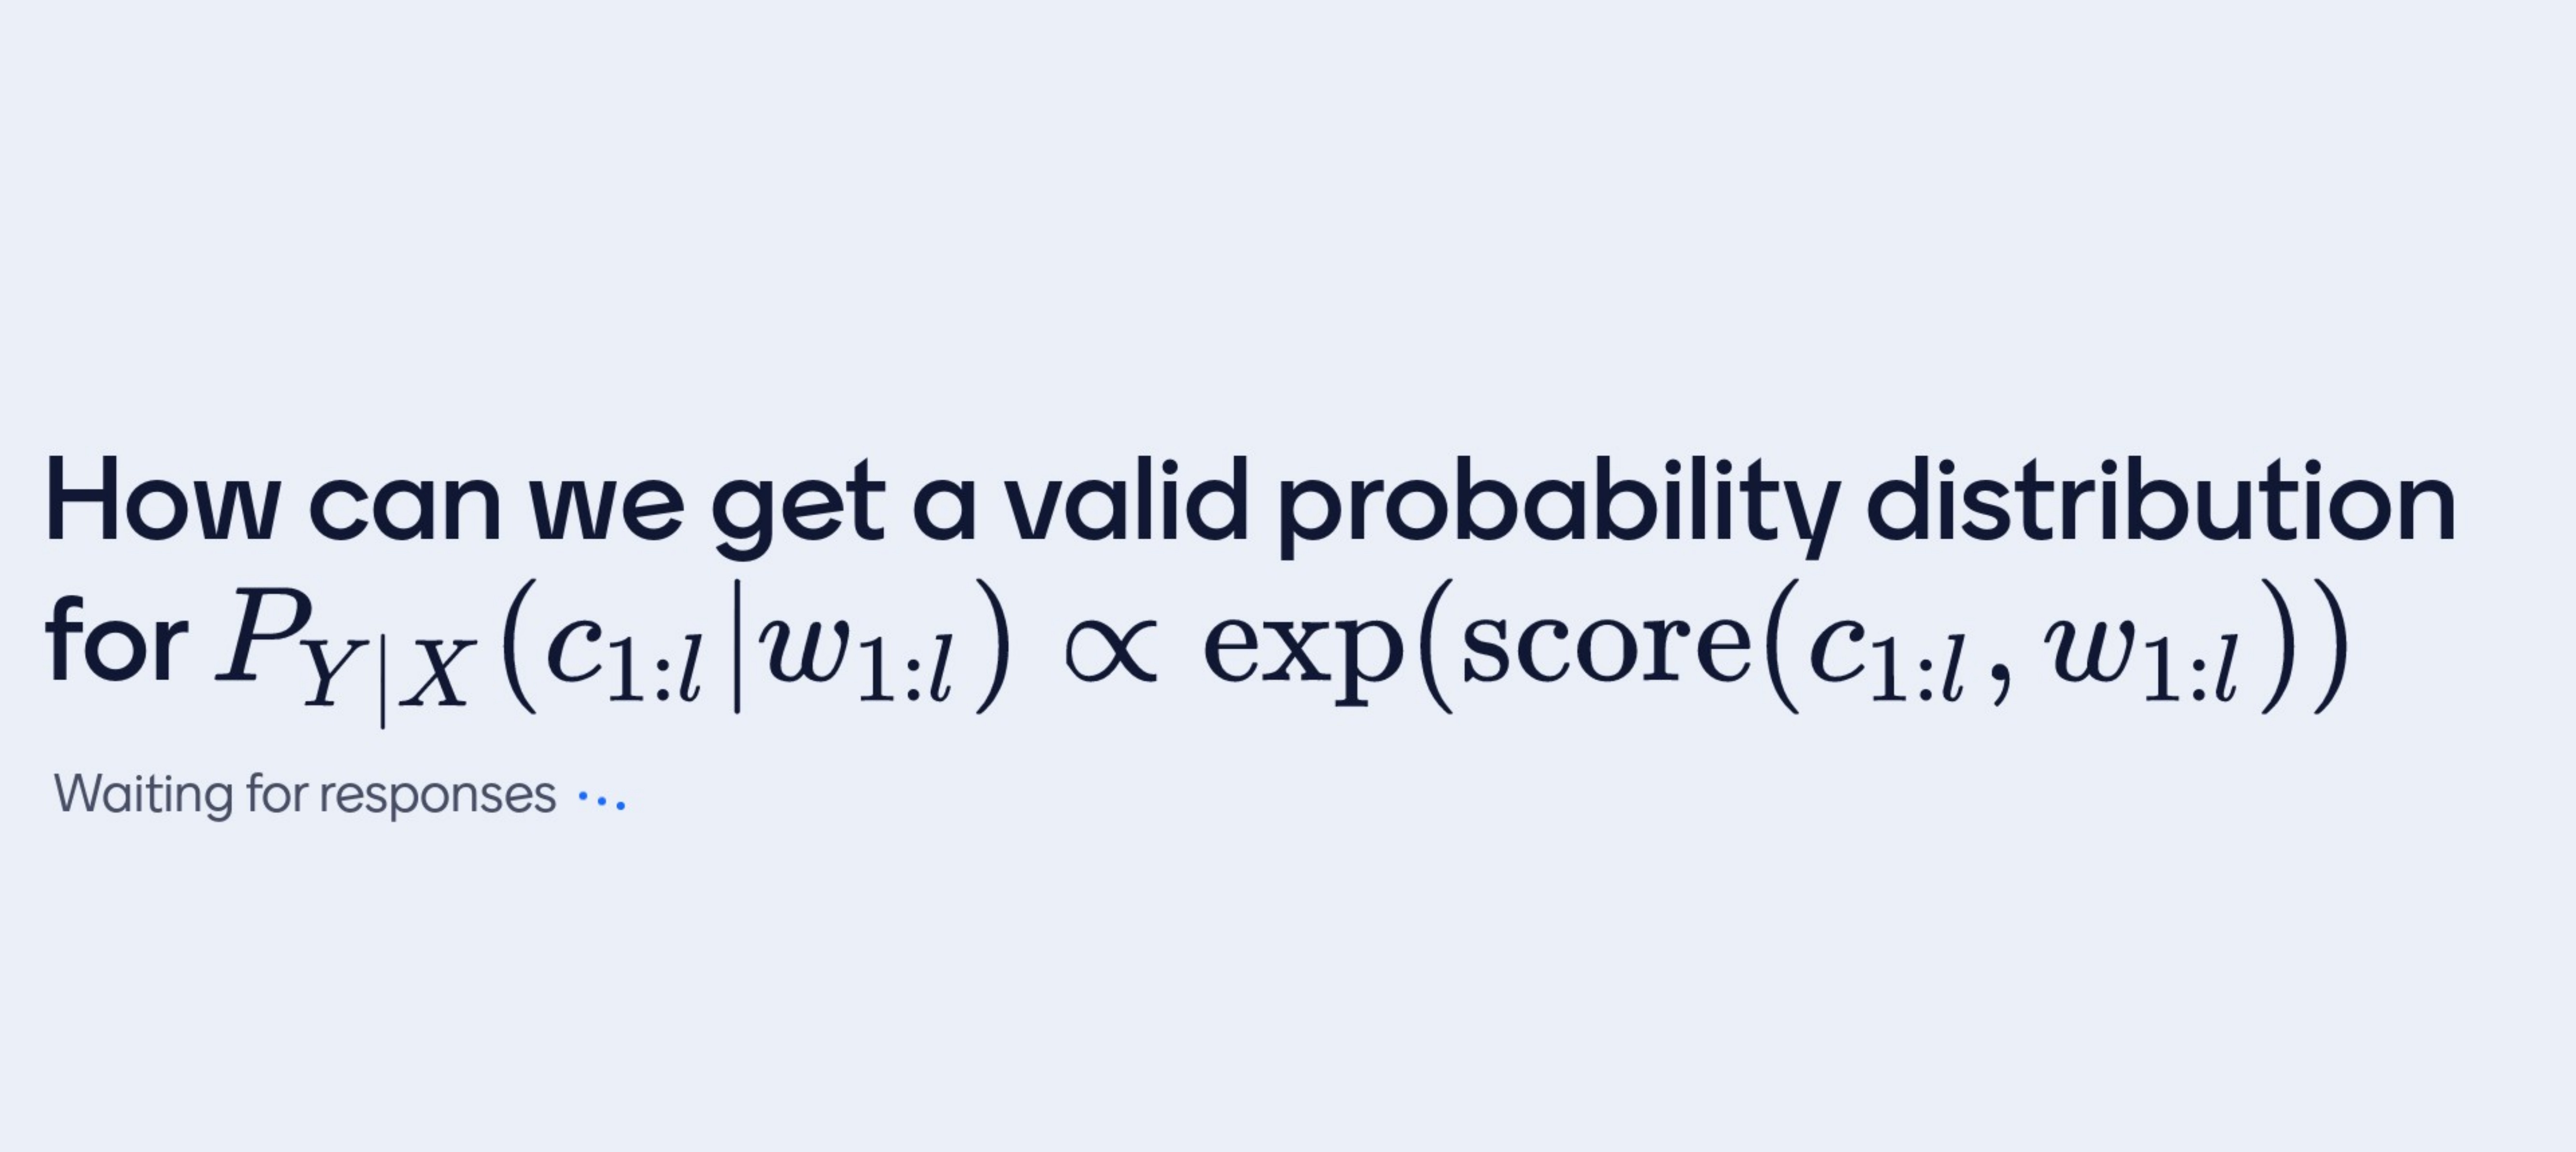 How can we get a valid probability distribution
for $P_{Y|X}(c_{1:l}|w_{1:l}) \propto \exp(\text{score}(c_{1:l}, w_{1:l}))$
Waiting for responses